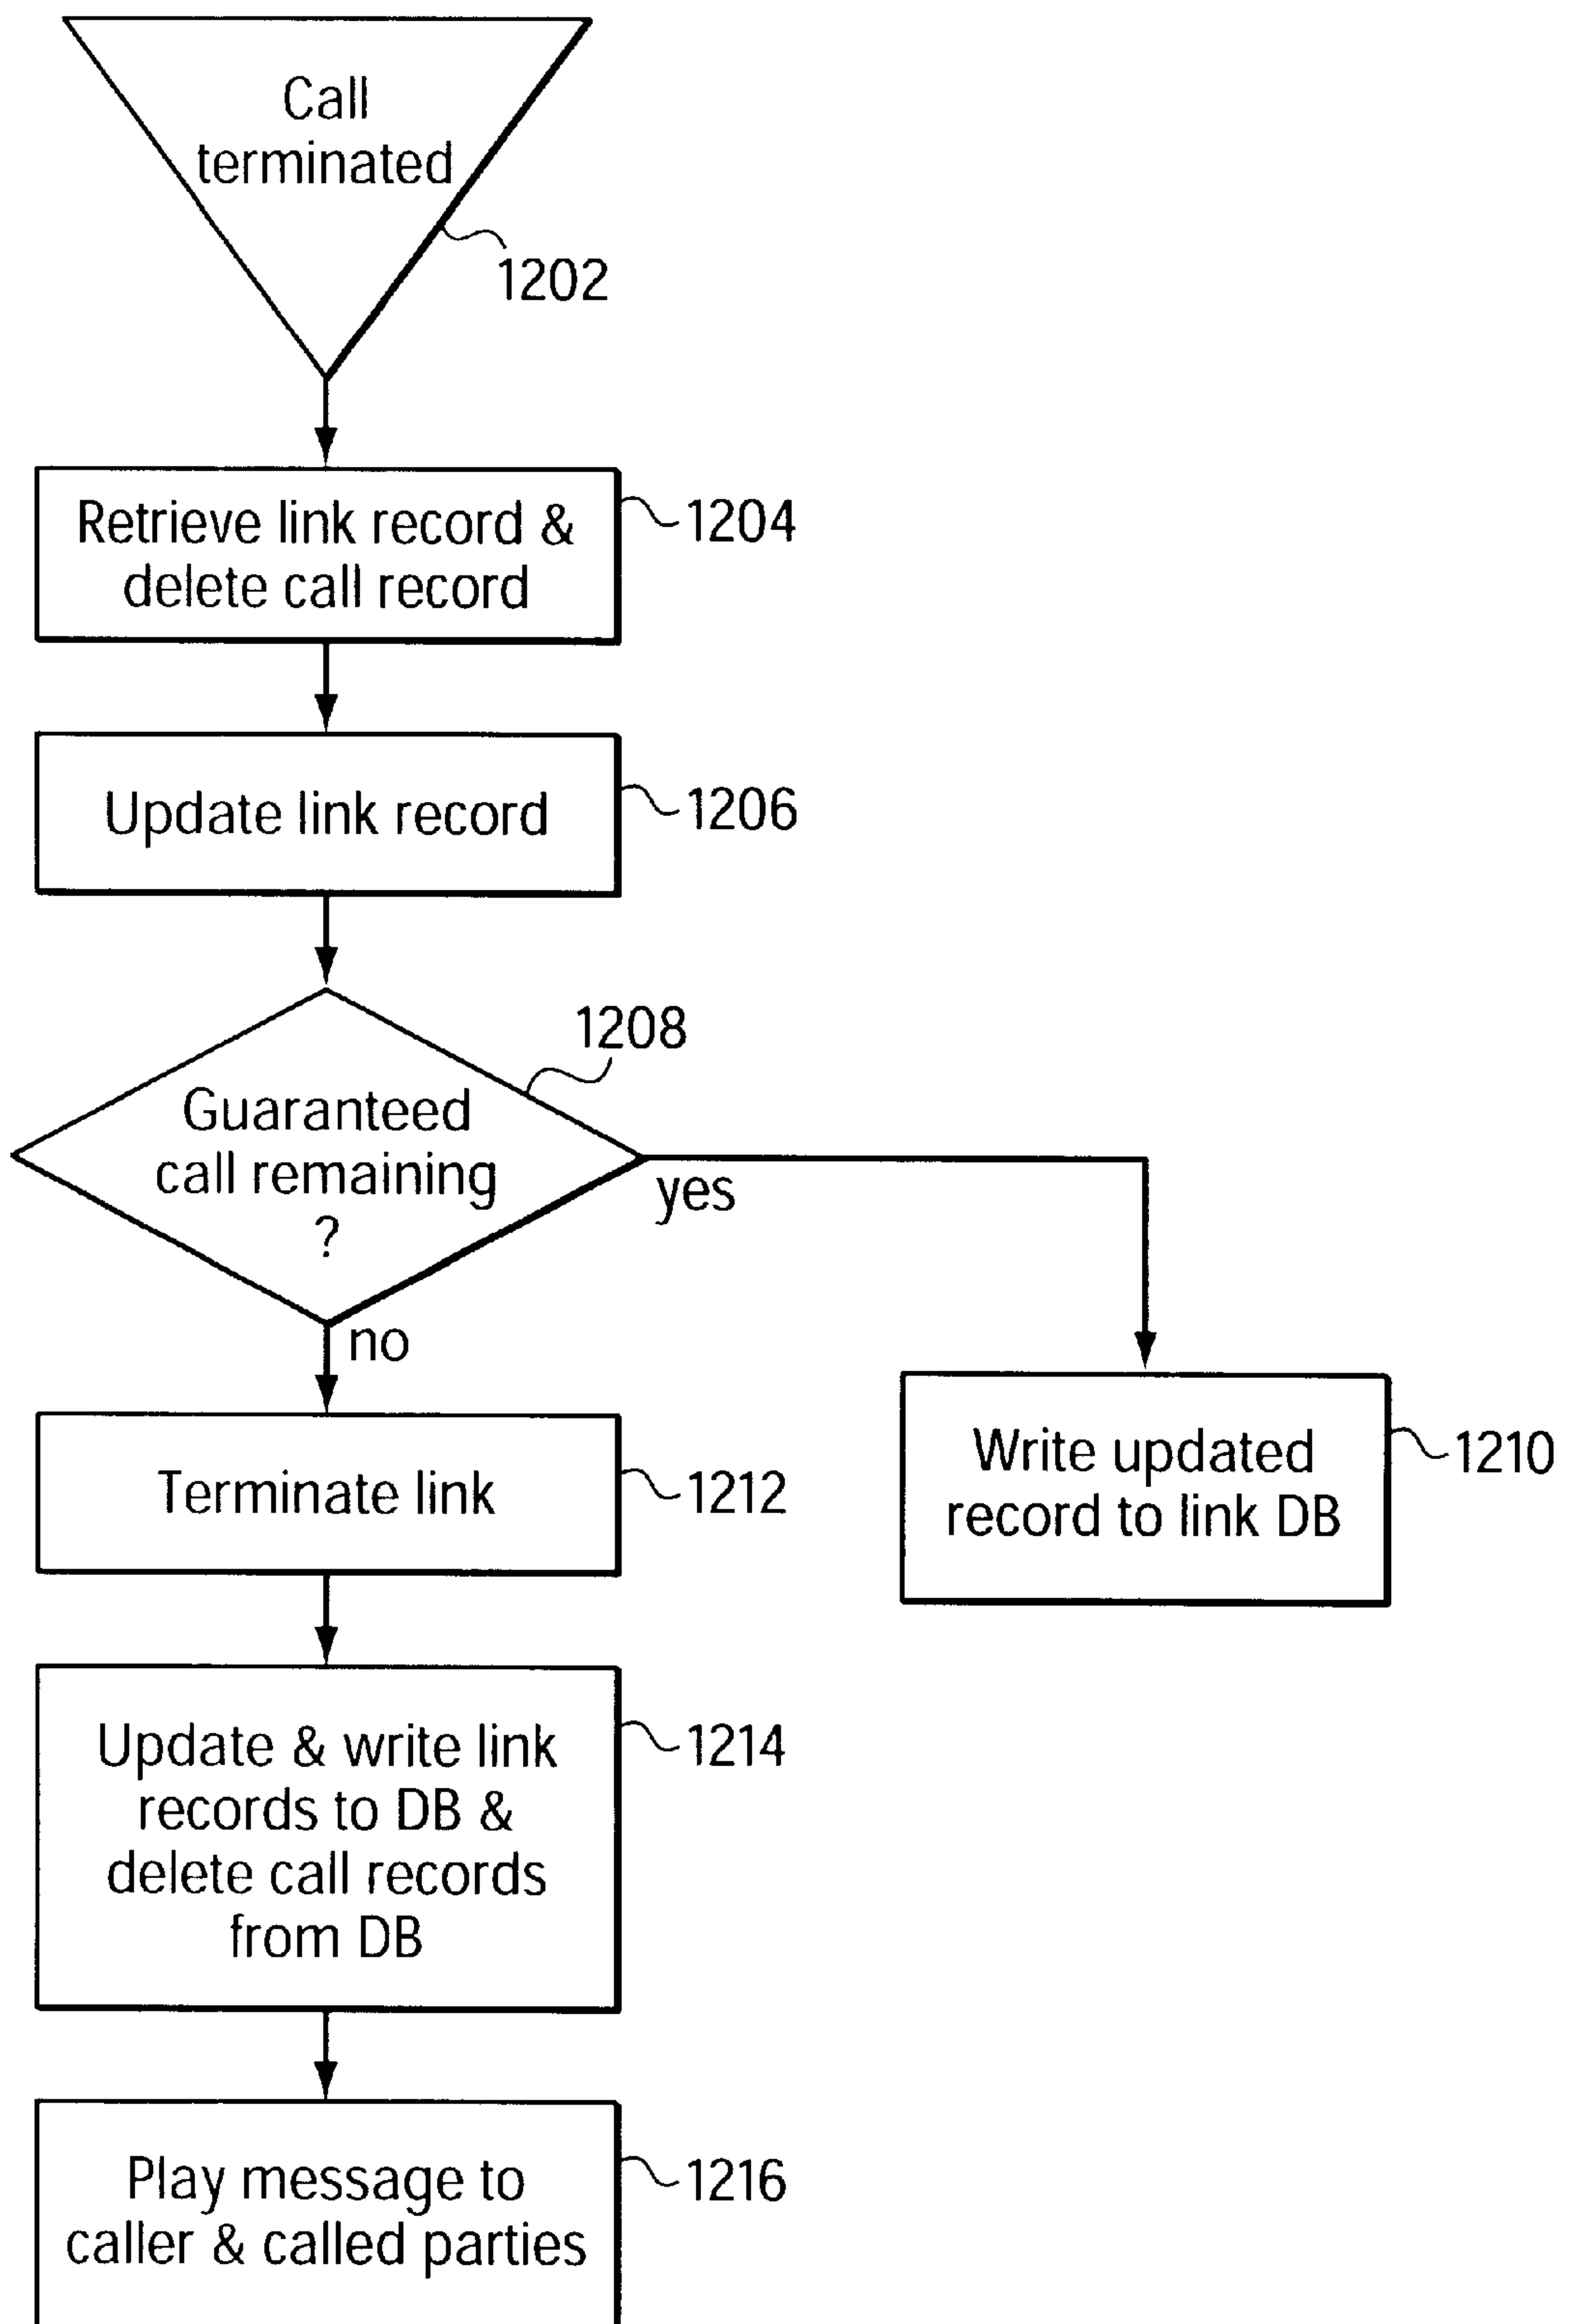 Call
terminated
1202
Retrieve link record &
delete call record
1204
Update link record
1206
1208
Guaranteed
call remaining
?
yes
no
Terminate link
1212
Write updated
record to link DB
1210
Update & write link
records to DB &
delete call records
from DB
1214
Play message to
caller & called parties
1216